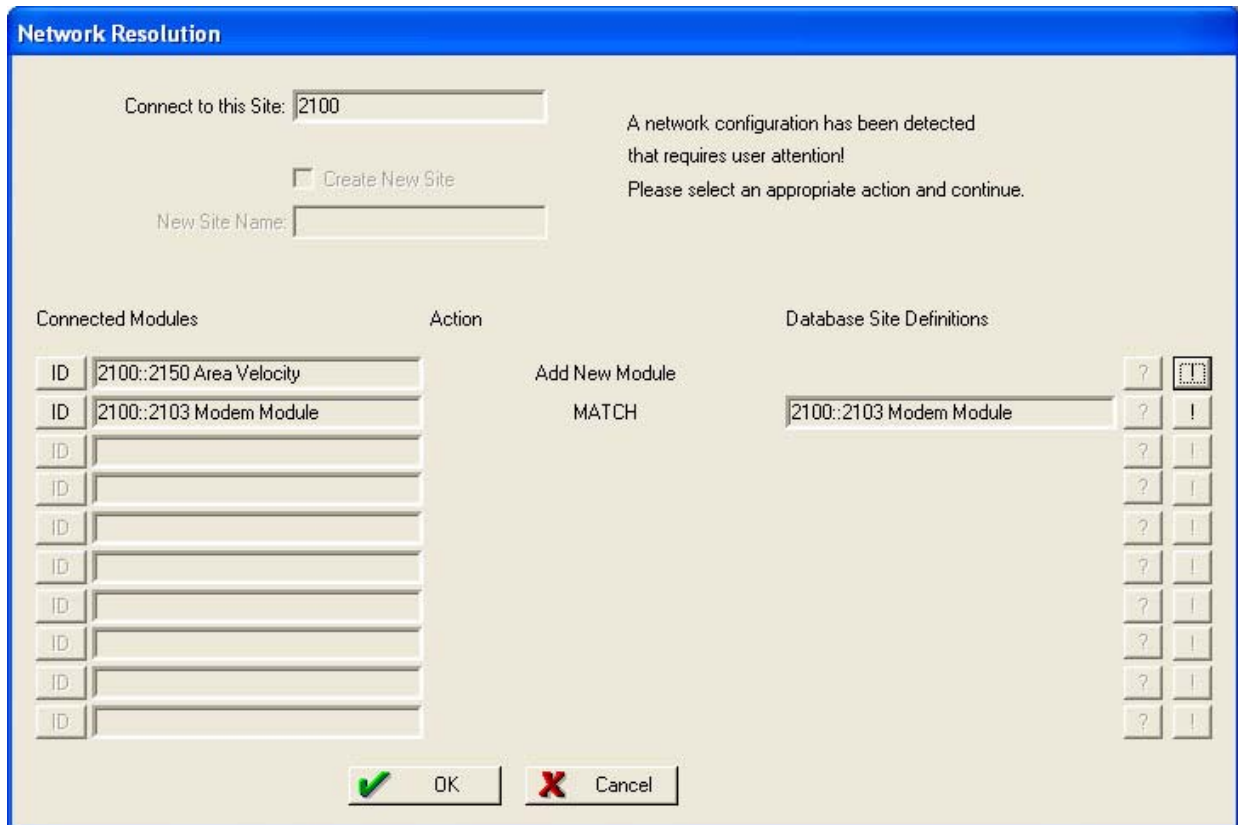 Network Resolution
Connect to this Site: 2100
A network configuration has been detected
that requires user attention!
Please select an appropriate action and continue.
Create New Site
New Site Name:
Connected Modules Action Database Site Definitions
ID 2100::2150 Area Velocity Add New Module ? !
ID 2100::2103 Modem Module MATCH 2100::2103 Modem Module ? !
ID ? !
ID ? !
ID ? !
ID ? !
ID ? !
ID ? !
ID ? !
ID ? !
OK Cancel